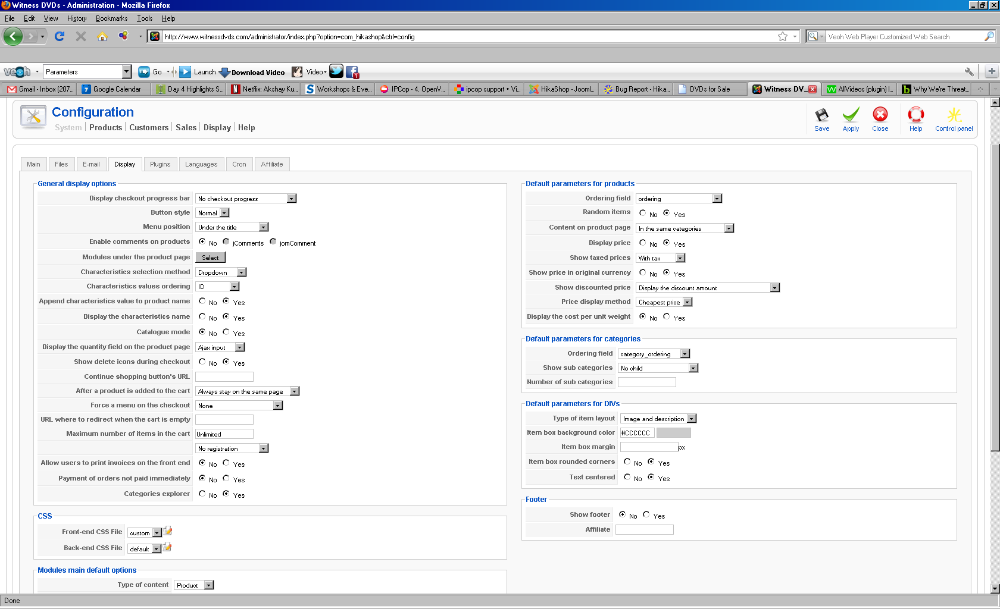 Witness DVDs - Administration - Mozilla Firefox
File Edit View History Bookmarks Tools Help
http://www.witnessdvds.com/administrator/index.php?option=com_hikashop&ctrl=config
Veoh Web Player Customized Web Search
veoh Parameters Go Launch Download Video Video 1
Gmail - Inbox (207... Google Calendar Day 4 Highlights S... Netflix: Akshay Ku... Workshops & Eve... IPCop - 4. OpenV... ipcop support • Vi... HikaShop - Jooml... Bug Report - Hika... DVDs for Sale Witness DV... AllVideos (plugin) |... Why We're Threat...
Configuration
System Products Customers Sales Display Help
Save Apply Close Help Control panel
Main Files E-mail Display Plugins Languages Cron Affiliate
General display options
Display checkout progress bar No checkout progress
Button style Normal
Menu position Under the title
Enable comments on products No jComments jomComment
Modules under the product page Select
Characteristics selection method Dropdown
Characteristics values ordering ID
Append characteristics value to product name No Yes
Display the characteristics name No Yes
Catalogue mode No Yes
Display the quantity field on the product page Ajax input
Show delete icons during checkout No Yes
Continue shopping button's URL
After a product is added to the cart Always stay on the same page
Force a menu on the checkout None
URL where to redirect when the cart is empty
Maximum number of items in the cart Unlimited
No registration
Allow users to print invoices on the front end No Yes
Payment of orders not paid immediately No Yes
Categories explorer No Yes
CSS
Front-end CSS File custom
Back-end CSS File default
Modules main default options
Type of content Product
Default parameters for products
Ordering field ordering
Random items No Yes
Content on product page In the same categories
Display price No Yes
Show taxed prices With tax
Show price in original currency No Yes
Show discounted price Display the discount amount
Price display method Cheapest price
Display the cost per unit weight No Yes
Default parameters for categories
Ordering field category_ordering
Show sub categories No child
Number of sub categories
Default parameters for DIVs
Type of item layout Image and description
Item box background color #CCCCCC
Item box margin px
Item box rounded corners No Yes
Text centered No Yes
Footer
Show footer No Yes
Affiliate
Done